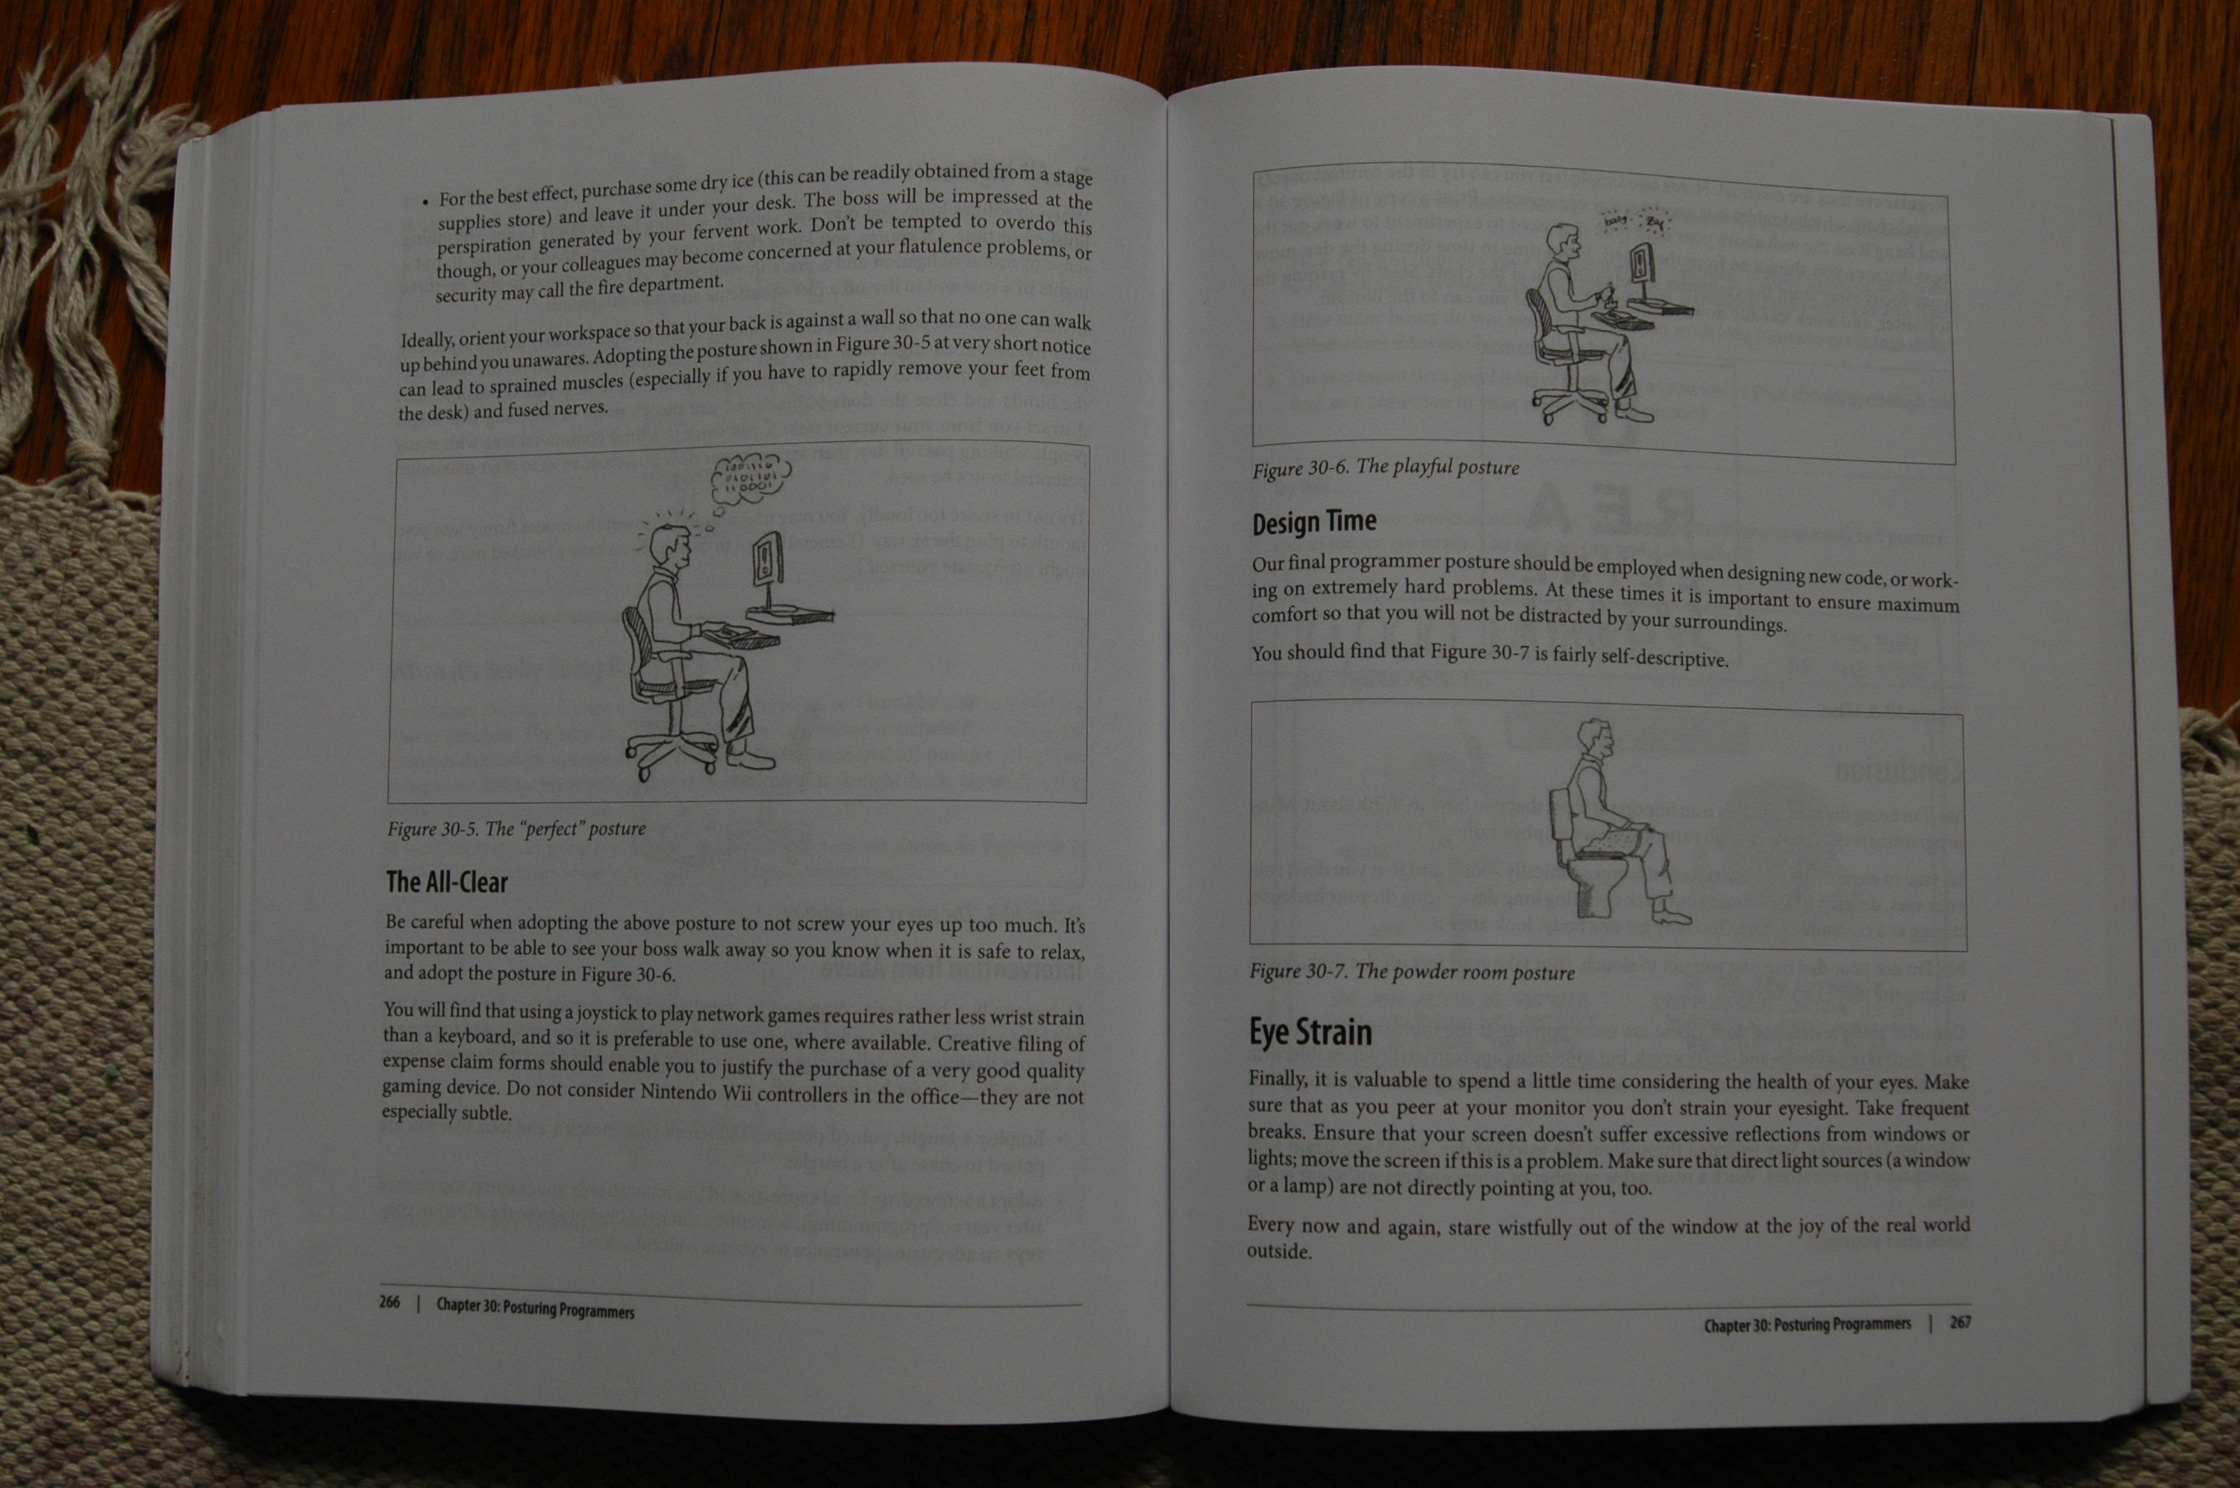 • For the best effect, purchase some dry ice (this can be readily obtained from a stage
supplies store) and leave it under your desk. The boss will be impressed at the
perspiration generated by your fervent work. Don't be tempted to overdo this
though, or your colleagues may become concerned at your flatulence problems, or
security may call the fire department.
Ideally, orient your workspace so that your back is against a wall so that no one can walk
up behind you unawares. Adopting the posture shown in Figure 30-5 at very short notice
can lead to sprained muscles (especially if you have to rapidly remove your feet from
the desk) and fused nerves.
Figure 30-5. The “perfect” posture
The All-Clear
Be careful when adopting the above posture to not screw your eyes up too much. It's
important to be able to see your boss walk away so you know when it is safe to relax,
and adopt the posture in Figure 30-6.
You will find that using a joystick to play network games requires rather less wrist strain
than a keyboard, and so it is preferable to use one, where available. Creative filing of
expense claim forms should enable you to justify the purchase of a very good quality
gaming device. Do not consider Nintendo Wii controllers in the office—they are not
especially subtle.
266 | Chapter 30: Posturing Programmers
Figure 30-6. The playful posture
Design Time
Our final programmer posture should be employed when designing new code, or work-
ing on extremely hard problems. At these times it is important to ensure maximum
comfort so that you will not be distracted by your surroundings.
You should find that Figure 30-7 is fairly self-descriptive.
Figure 30-7. The powder room posture
Eye Strain
Finally, it is valuable to spend a little time considering the health of your eyes. Make
sure that as you peer at your monitor you don't strain your eyesight. Take frequent
breaks. Ensure that your screen doesn't suffer excessive reflections from windows or
lights; move the screen if this is a problem. Make sure that direct light sources (a window
or a lamp) are not directly pointing at you, too.
Every now and again, stare wistfully out of the window at the joy of the real world
outside.
Chapter 30: Posturing Programmers | 267